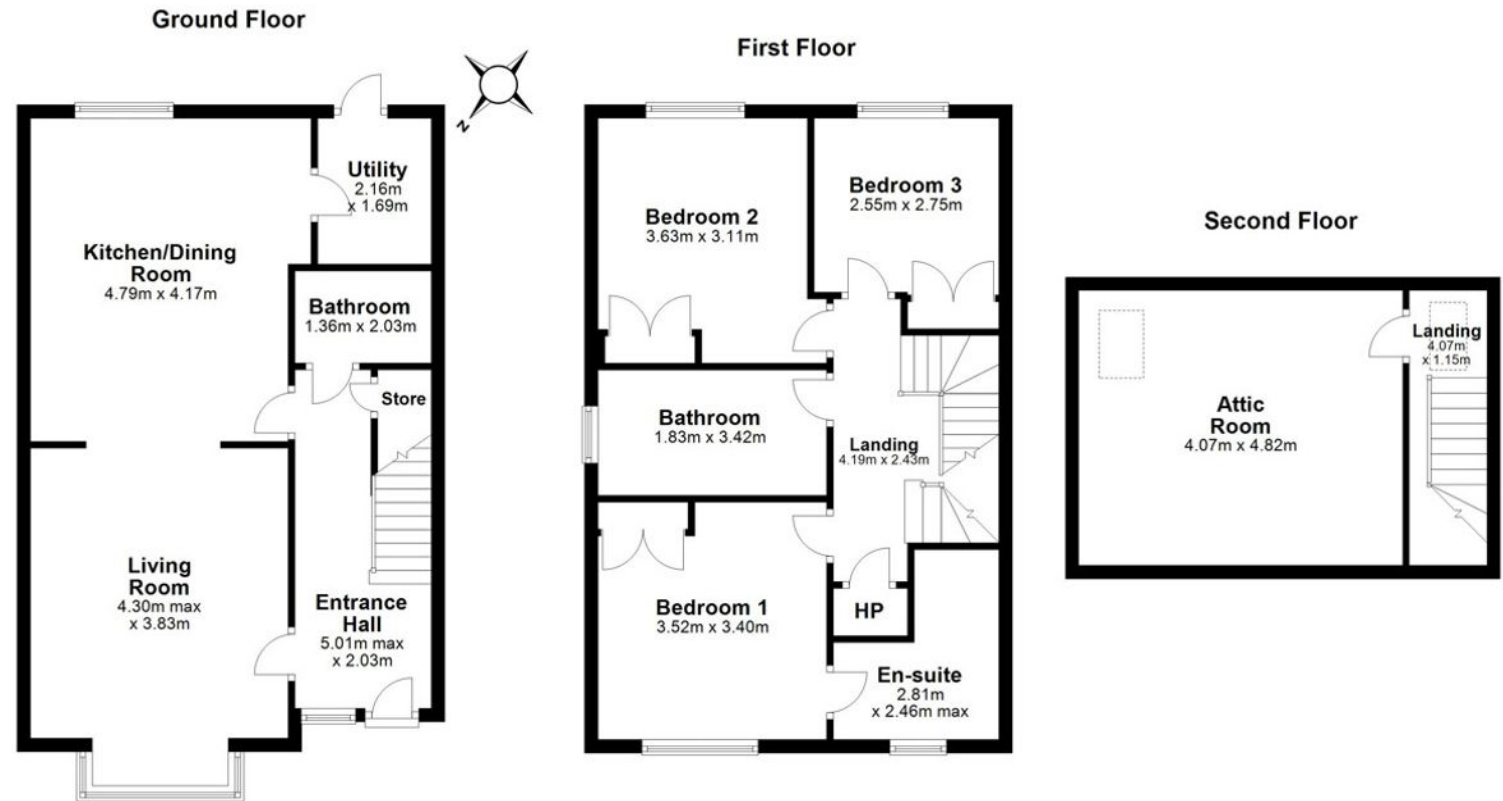 Ground Floor
N
Utility
2.16m
x 1.69m
Kitchen/Dining
Room
4.79m x 4.17m
Bathroom
1.36m x 2.03m
Store
Living
Room
4.30m max
x 3.83m
Entrance
Hall
5.01m max
x 2.03m
First Floor
Bedroom 2
3.63m x 3.11m
Bedroom 3
2.55m x 2.75m
Bathroom
1.83m x 3.42m
Landing
4.19m x 2.43m
Bedroom 1
3.52m x 3.40m
HP
En-suite
2.81m
x 2.46m max
Second Floor
Landing
4.07m
x 1.15m
Attic
Room
4.07m x 4.82m